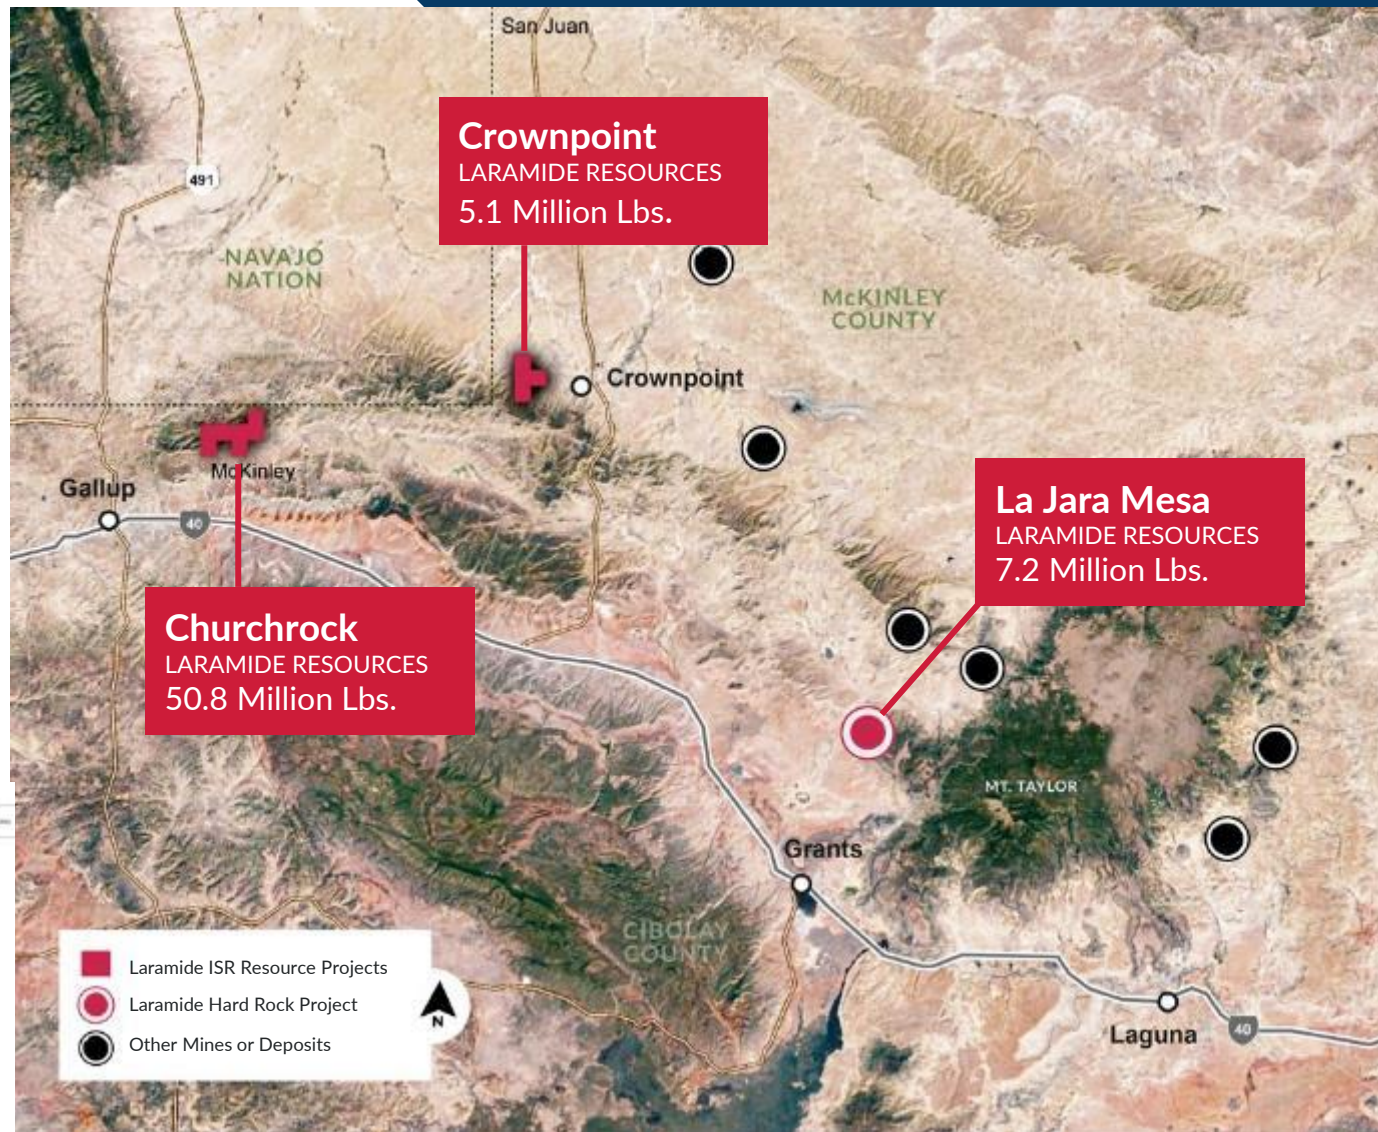 San Juan
Crownpoint
LARAMIDE RESOURCES
5.1 Million Lbs.
491
NAVAJO
NATION
McKINLEY
COUNTY
Crownpoint
McKinley
Gallup
40
La Jara Mesa
LARAMIDE RESOURCES
7.2 Million Lbs.
Churchrock
LARAMIDE RESOURCES
50.8 Million Lbs.
MT. TAYLOR
Grants
CIBOLAY
COUNTY
Laramide ISR Resource Projects
Laramide Hard Rock Project
Other Mines or Deposits
N
Laguna
40